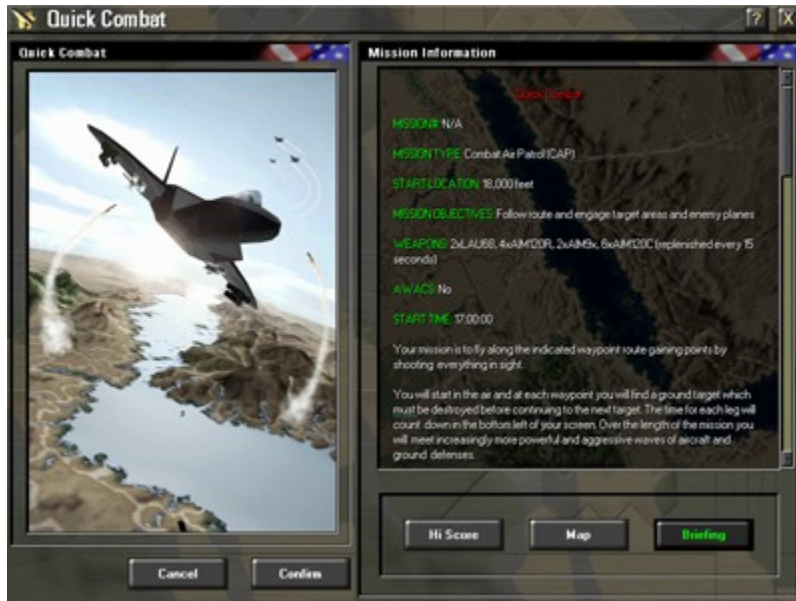 Quick Combat
? X
Quick Combat
Mission Information
Quick Combat
MISSION#: N/A
MISSION TYPE: Combat Air Patrol (CAP)
START LOCATION: 18,000 feet
MISSION OBJECTIVES: Follow route and engage target areas and enemy planes
WEAPONS: 2xLAU68, 4xAIM120R, 2xAIM9x, 6xAIM120C (replenished every 15
seconds)
AWACS: No
START TIME: 17:00:00
Your mission is to fly along the indicated waypoint route gaining points by
shooting everything in sight.
You will start in the air and at each waypoint you will find a ground target which
must be destroyed before continuing to the next target. The time for each leg will
count down in the bottom left of your screen. Over the length of the mission you
will meet increasingly more powerful and aggressive waves of aircraft and
ground defenses.
Hi Score
Map
Briefing
Cancel
Confirm